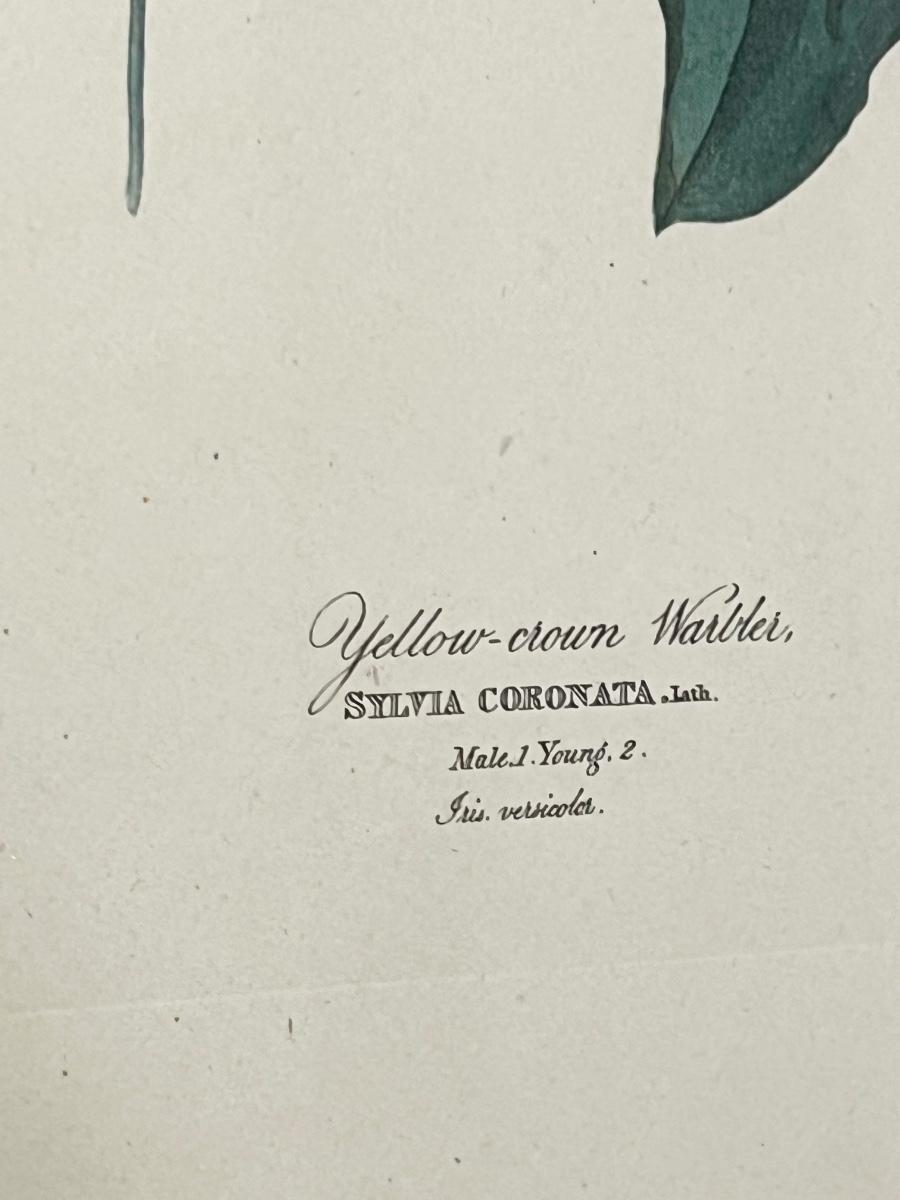 Yellow-crown Warbler,
SYLVIA CORONATA. Lath.
Male. 1. Young. 2.
Iris. versicolor.